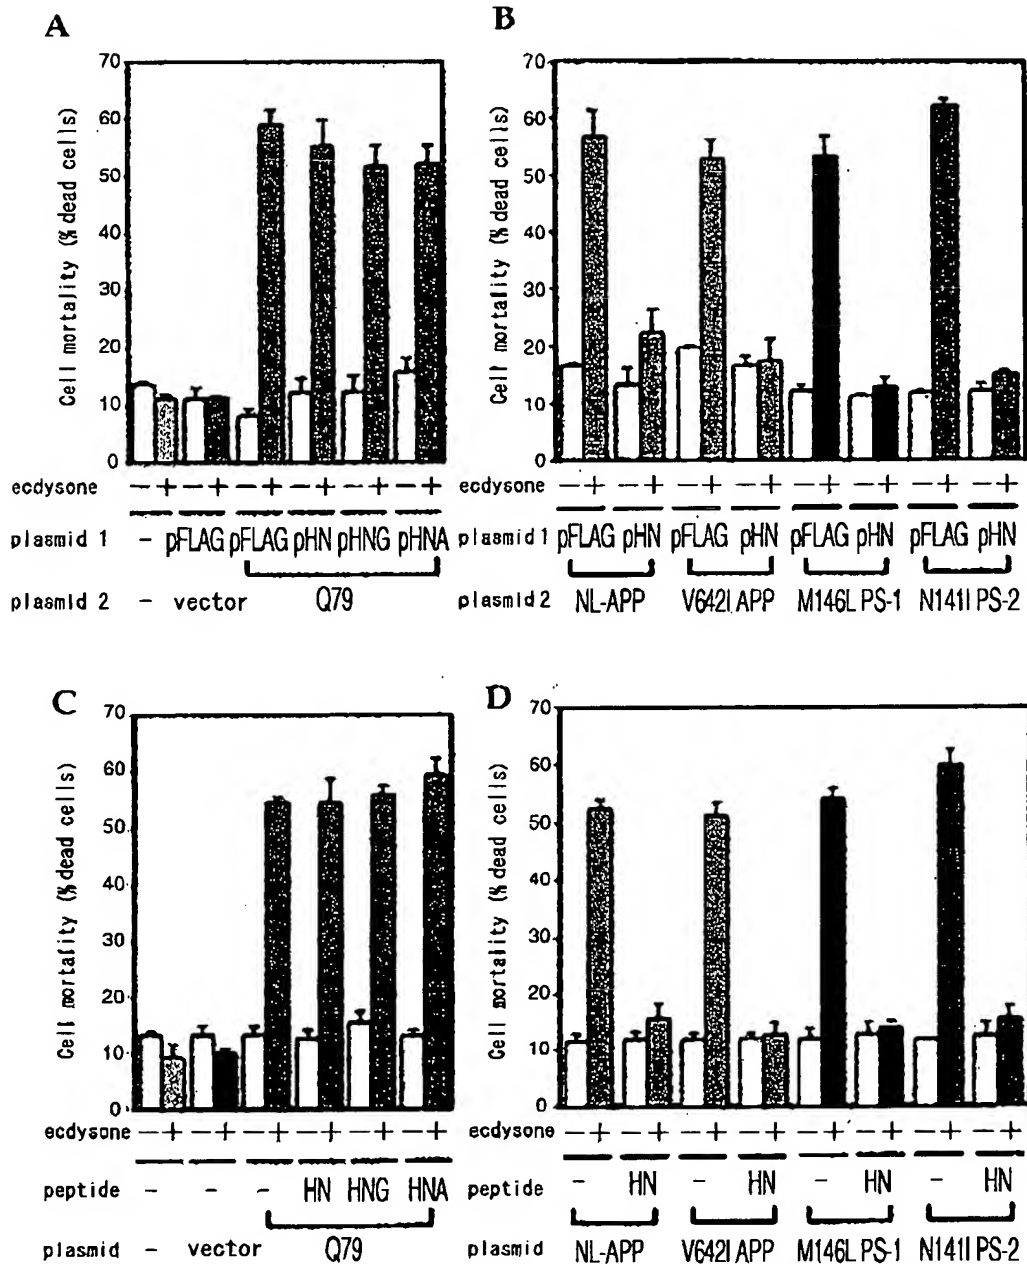 A
Cell mortality (% dead cells)
70
60
50
40
30
20
10
0
ecdysone - + - + - + - + - + - +
plasmid 1 - pFLAG pFLAG pHN pHNG pHNA
plasmid 2 - vector Q79
B
Cell mortality (% dead cells)
70
60
50
40
30
20
10
0
ecdysone - + - + - + - + - + - + - + - +
plasmid 1 pFLAG pHN pFLAG pHN pFLAG pHN pFLAG pHN
plasmid 2 NL-APP V642I APP M146L PS-1 N141I PS-2
C
Cell mortality (% dead cells)
70
60
50
40
30
20
10
0
ecdysone - + - + - + - + - + - +
peptide - - - HN HNG HNA
plasmid - vector Q79
D
Cell mortality (% dead cells)
70
60
50
40
30
20
10
0
ecdysone - + - + - + - + - + - + - + - +
peptide - HN - HN - HN - HN
plasmid NL-APP V642I APP M146L PS-1 N141I PS-2